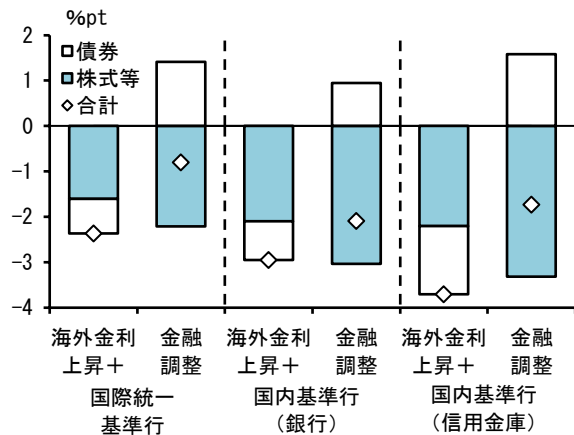 %pt
2
1
0
−1
−2
−3
−4
債券
株式等
合計
海外金利 金融 海外金利 金融 海外金利 金融
上昇＋ 調整 上昇＋ 調整 上昇＋ 調整
国際統一 国内基準行 国内基準行
基準行 （銀行） （信用金庫）